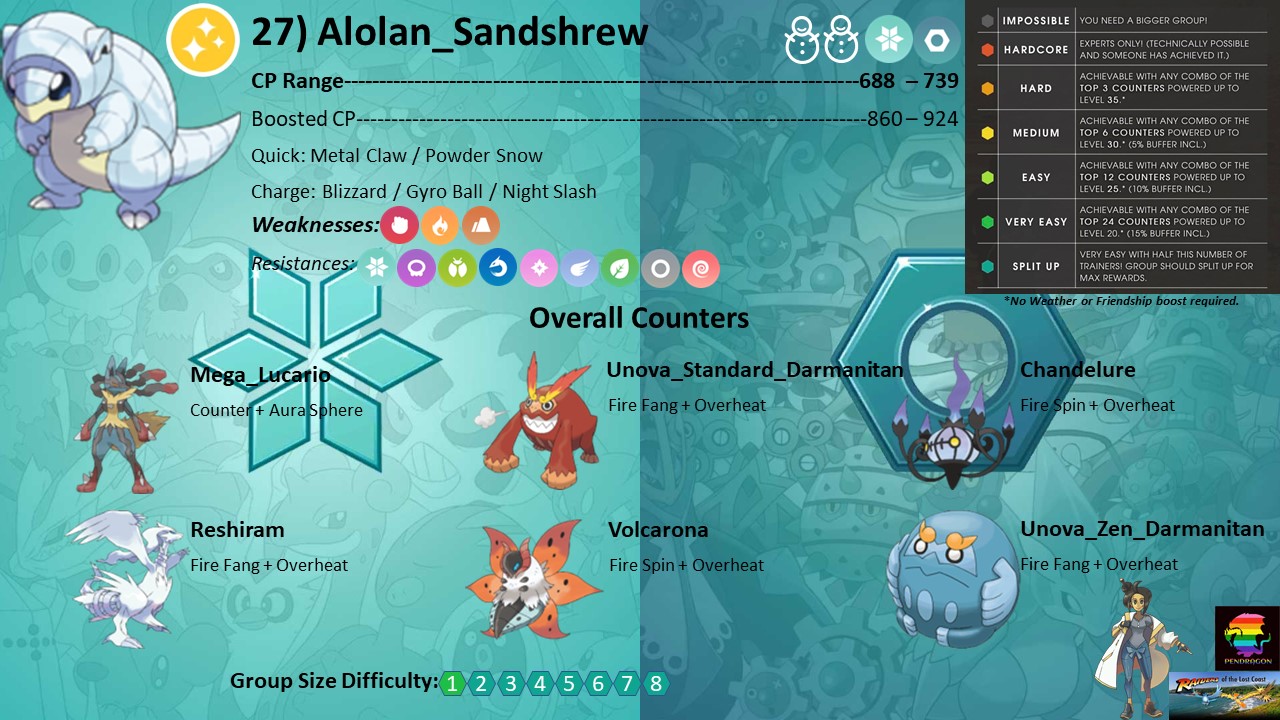 27) Alolan_Sandshrew
CP Range---688 – 739
Boosted CP---860 – 924
Quick: Metal Claw / Powder Snow
Charge: Blizzard / Gyro Ball / Night Slash
Weaknesses:
Resistances:
IMPOSSIBLE YOU NEED A BIGGER GROUP!
HARDCORE EXPERTS ONLY! (TECHNICALLY POSSIBLE
AND SOMEONE HAS ACHIEVED IT.)
HARD ACHIEVABLE WITH ANY COMBO OF THE
TOP 3 COUNTERS POWERED UP TO
LEVEL 35.*
MEDIUM ACHIEVABLE WITH ANY COMBO OF THE
TOP 6 COUNTERS POWERED UP TO
LEVEL 30.* (5% BUFFER INCL.)
EASY ACHIEVABLE WITH ANY COMBO OF THE
TOP 12 COUNTERS POWERED UP TO
LEVEL 25.* (10% BUFFER INCL.)
VERY EASY ACHIEVABLE WITH ANY COMBO OF THE
TOP 24 COUNTERS POWERED UP TO
LEVEL 20.* (15% BUFFER INCL.)
SPLIT UP VERY EASY WITH HALF THIS NUMBER OF
TRAINERS! GROUP SHOULD SPLIT UP FOR
MAX REWARDS.
*No Weather or Friendship boost required.
Overall Counters
Mega_Lucario
Counter + Aura Sphere
Unova_Standard_Darmanitan
Fire Fang + Overheat
Chandelure
Fire Spin + Overheat
Reshiram
Fire Fang + Overheat
Volcarona
Fire Spin + Overheat
Unova_Zen_Darmanitan
Fire Fang + Overheat
Group Size Difficulty: 1 2 3 4 5 6 7 8
PENDRAGON
RAIDERS of the Lost Coast